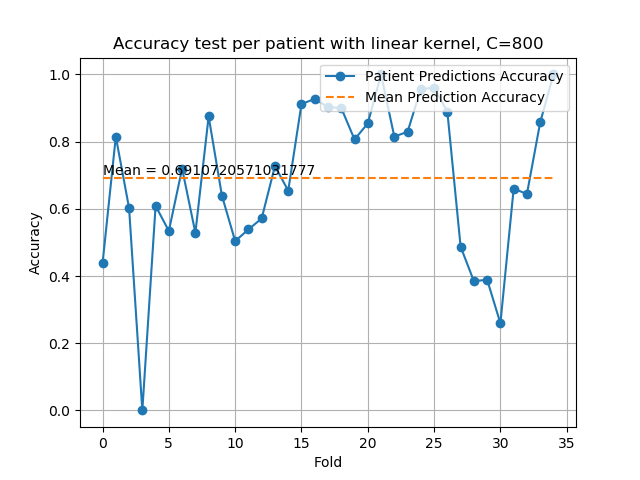 Accuracy test per patient with linear kernel, C=800
Patient Predictions Accuracy
Mean Prediction Accuracy
Mean = 0.6910720571031777
Accuracy
1.0
0.8
0.6
0.4
0.2
0.0
0 5 10 15 20 25 30 35
Fold